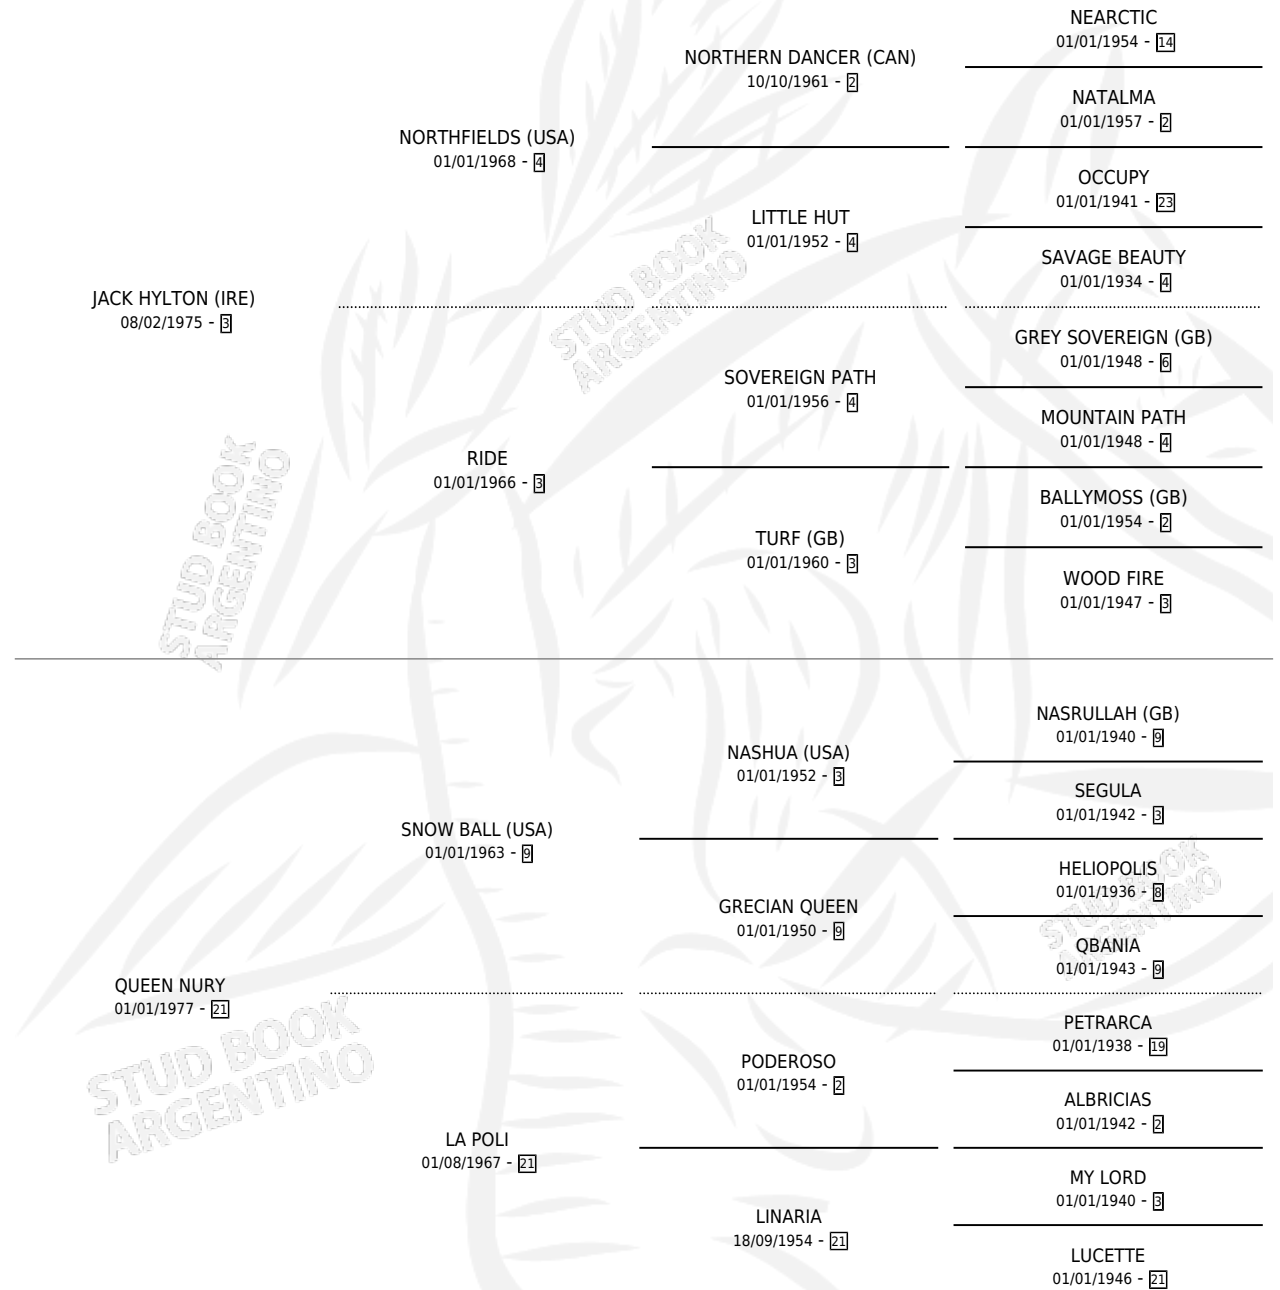 NEARCTIC
01/01/1954 - 14
NORTHERN DANCER (CAN)
10/10/1961 - 2
NATALMA
01/01/1957 - 2
NORTHFIELDS (USA)
01/01/1968 - 4
OCCUPY
01/01/1941 - 23
LITTLE HUT
01/01/1952 - 4
SAVAGE BEAUTY
01/01/1934 - 4
JACK HYLTON (IRE)
08/02/1975 - 3
GREY SOVEREIGN (GB)
01/01/1948 - 6
SOVEREIGN PATH
01/01/1956 - 4
MOUNTAIN PATH
01/01/1948 - 4
RIDE
01/01/1966 - 3
BALLYMOSS (GB)
01/01/1954 - 2
TURF (GB)
01/01/1960 - 3
WOOD FIRE
01/01/1947 - 3
NASRULLAH (GB)
01/01/1940 - 9
NASHUA (USA)
01/01/1952 - 3
SEGULA
01/01/1942 - 3
SNOW BALL (USA)
01/01/1963 - 9
HELIOPOLIS
01/01/1936 - 8
GRECIAN QUEEN
01/01/1950 - 9
QBANIA
01/01/1943 - 9
QUEEN NURY
01/01/1977 - 21
PETRARCA
01/01/1938 - 19
PODEROSO
01/01/1954 - 2
ALBRICIAS
01/01/1942 - 2
LA POLI
01/08/1967 - 21
MY LORD
01/01/1940 - 3
LINARIA
18/09/1954 - 21
LUCETTE
01/01/1946 - 21
STUD BOOK
ARGENTINO
STUD BOOK
ARGENTINO
STUD BOOK
ARGENTINO
STUD BOOK
ARGENTINO